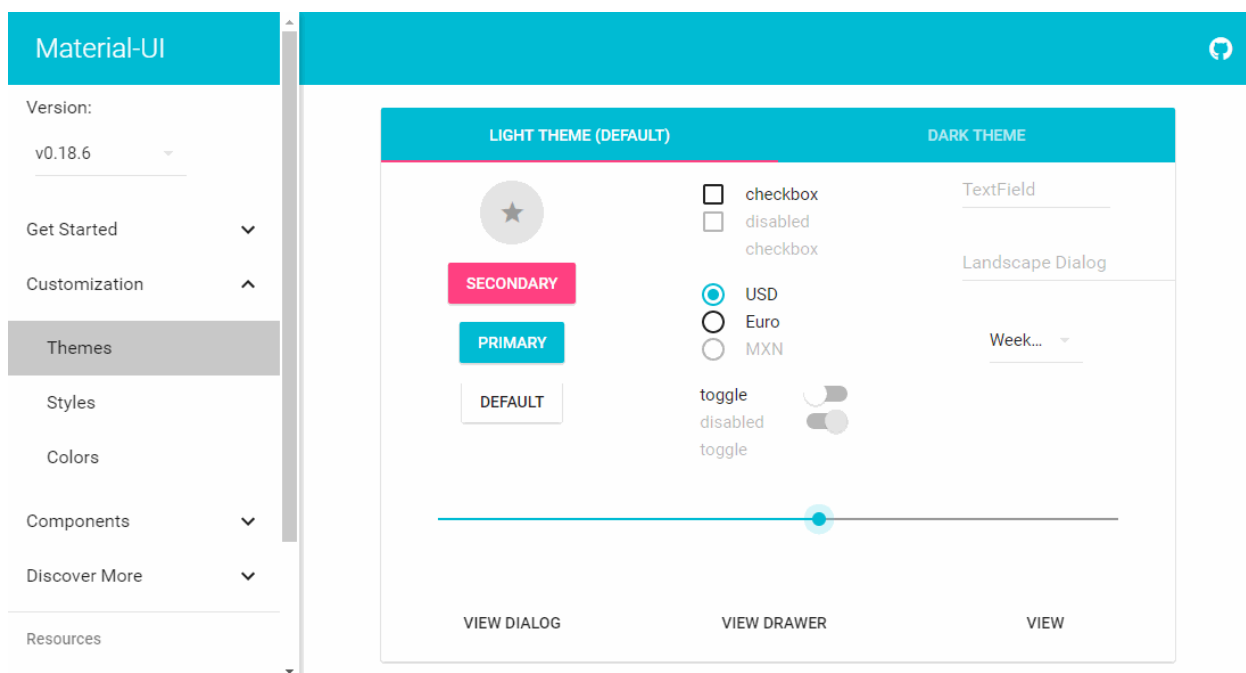 Material-UI
Version:
v0.18.6
Get Started
Customization
Themes
Styles
Colors
Components
Discover More
Resources
LIGHT THEME (DEFAULT)
DARK THEME
SECONDARY
PRIMARY
DEFAULT
checkbox
disabled
checkbox
USD
Euro
MXN
toggle
disabled
toggle
TextField
Landscape Dialog
Week...
VIEW DIALOG
VIEW DRAWER
VIEW